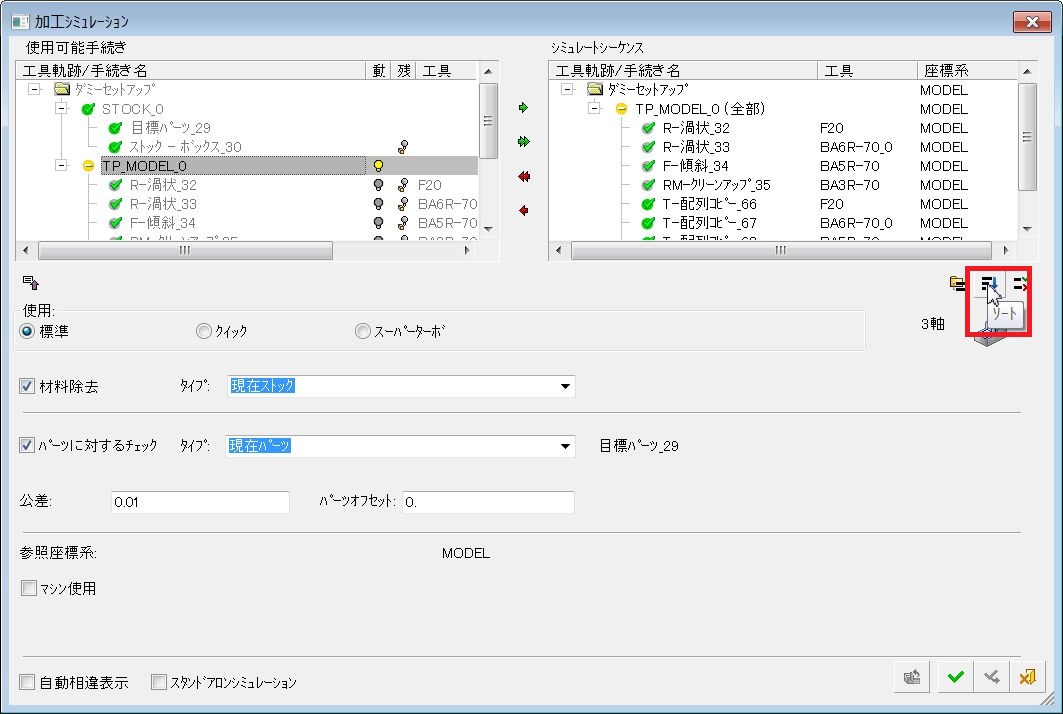 加工ｼﾐｭﾚｰｼｮﾝ
使用可能手続き
工具軌跡/手続き名 動 残 工具
ﾀﾞﾐｰｾｯﾄｱｯﾌﾟ
STOCK_0
目標ﾊﾟｰﾂ_29
ｽﾄｯｸ - ﾎﾞｯｸｽ_30
TP_MODEL_0
R-渦状_32 F20
R-渦状_33 BA6R-70
F-傾斜_34 BA5R-70
ｼﾐｭﾚｰﾄｼｰｹﾝｽ
工具軌跡/手続き名 工具 座標系
ﾀﾞﾐｰｾｯﾄｱｯﾌﾟ MODEL
TP_MODEL_0 (全部) MODEL
R-渦状_32 F20 MODEL
R-渦状_33 BA6R-70_0 MODEL
F-傾斜_34 BA5R-70 MODEL
RM-ｸﾘｰﾝｱｯﾌﾟ_35 BA3R-70 MODEL
T-配列ｺﾋﾟｰ_66 F20 MODEL
T-配列ｺﾋﾟｰ_67 BA6R-70_0 MODEL
T-配列ｺﾋﾟｰ_68 BA5R-70 MODEL
ｿｰﾄ
使用:
標準 ｸｲｯｸ ｽｰﾊﾟｰﾀｰﾎﾞ
3軸
材料除去 ﾀｲﾌﾟ: 現在ｽﾄｯｸ
ﾊﾟｰﾂに対するﾁｪｯｸ ﾀｲﾌﾟ: 現在ﾊﾟｰﾂ 目標ﾊﾟｰﾂ_29
公差: 0.01 ﾊﾟｰﾂｵﾌｾｯﾄ: 0.
参照座標系: MODEL
ﾏｼﾝ使用
自動相違表示 ｽﾀﾝﾄﾞｱﾛﾝｼﾐｭﾚｰｼｮﾝ